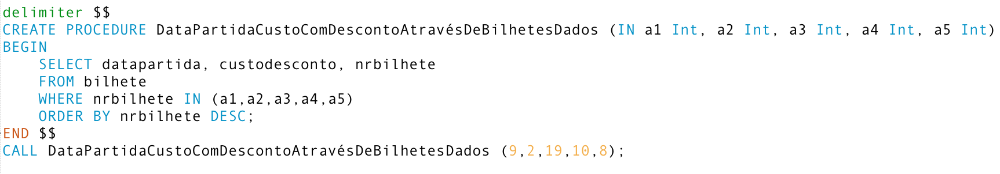 delimiter $$
CREATE PROCEDURE DataPartidaCustoComDescontoAtravésDeBilhetesDados (IN a1 Int, a2 Int, a3 Int, a4 Int, a5 Int)
BEGIN
    SELECT datapartida, custodesconto, nrbilhete
    FROM bilhete
    WHERE nrbilhete IN (a1,a2,a3,a4,a5)
    ORDER BY nrbilhete DESC;
END $$
CALL DataPartidaCustoComDescontoAtravésDeBilhetesDados (9,2,19,10,8);